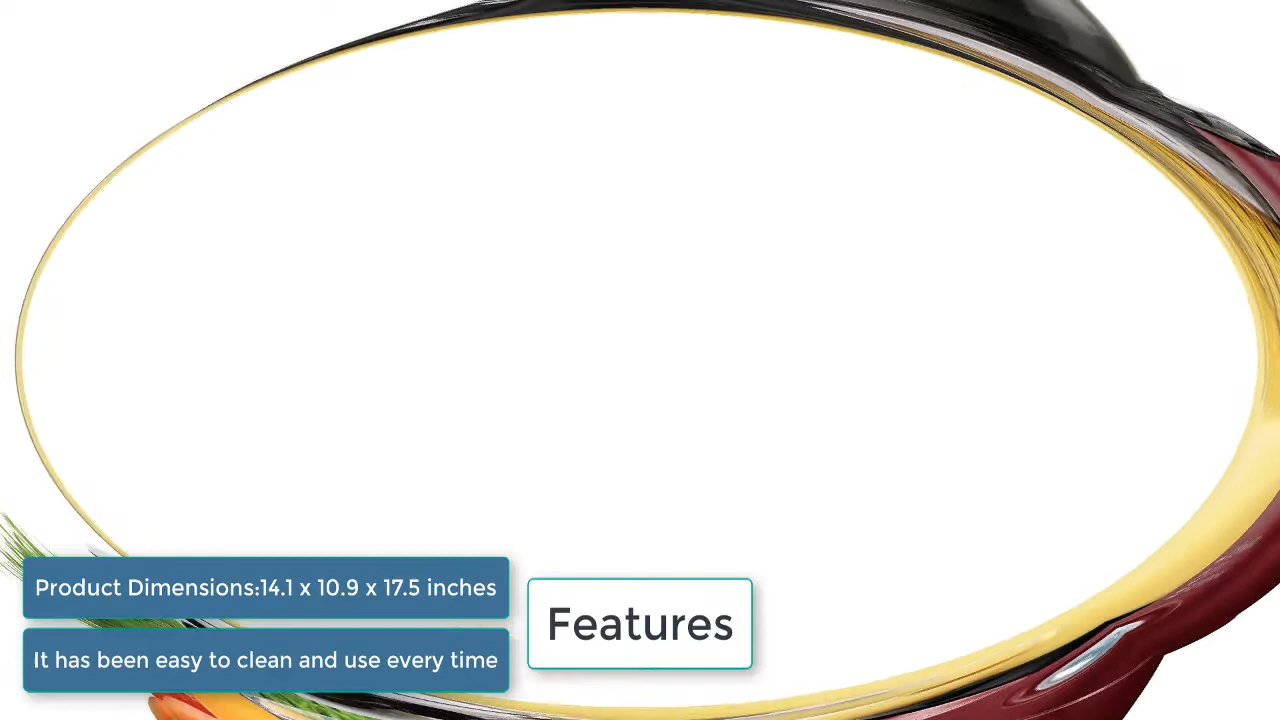 Product Dimensions:14.1 x 10.9 x 17.5 inches
It has been easy to clean and use every time
Features